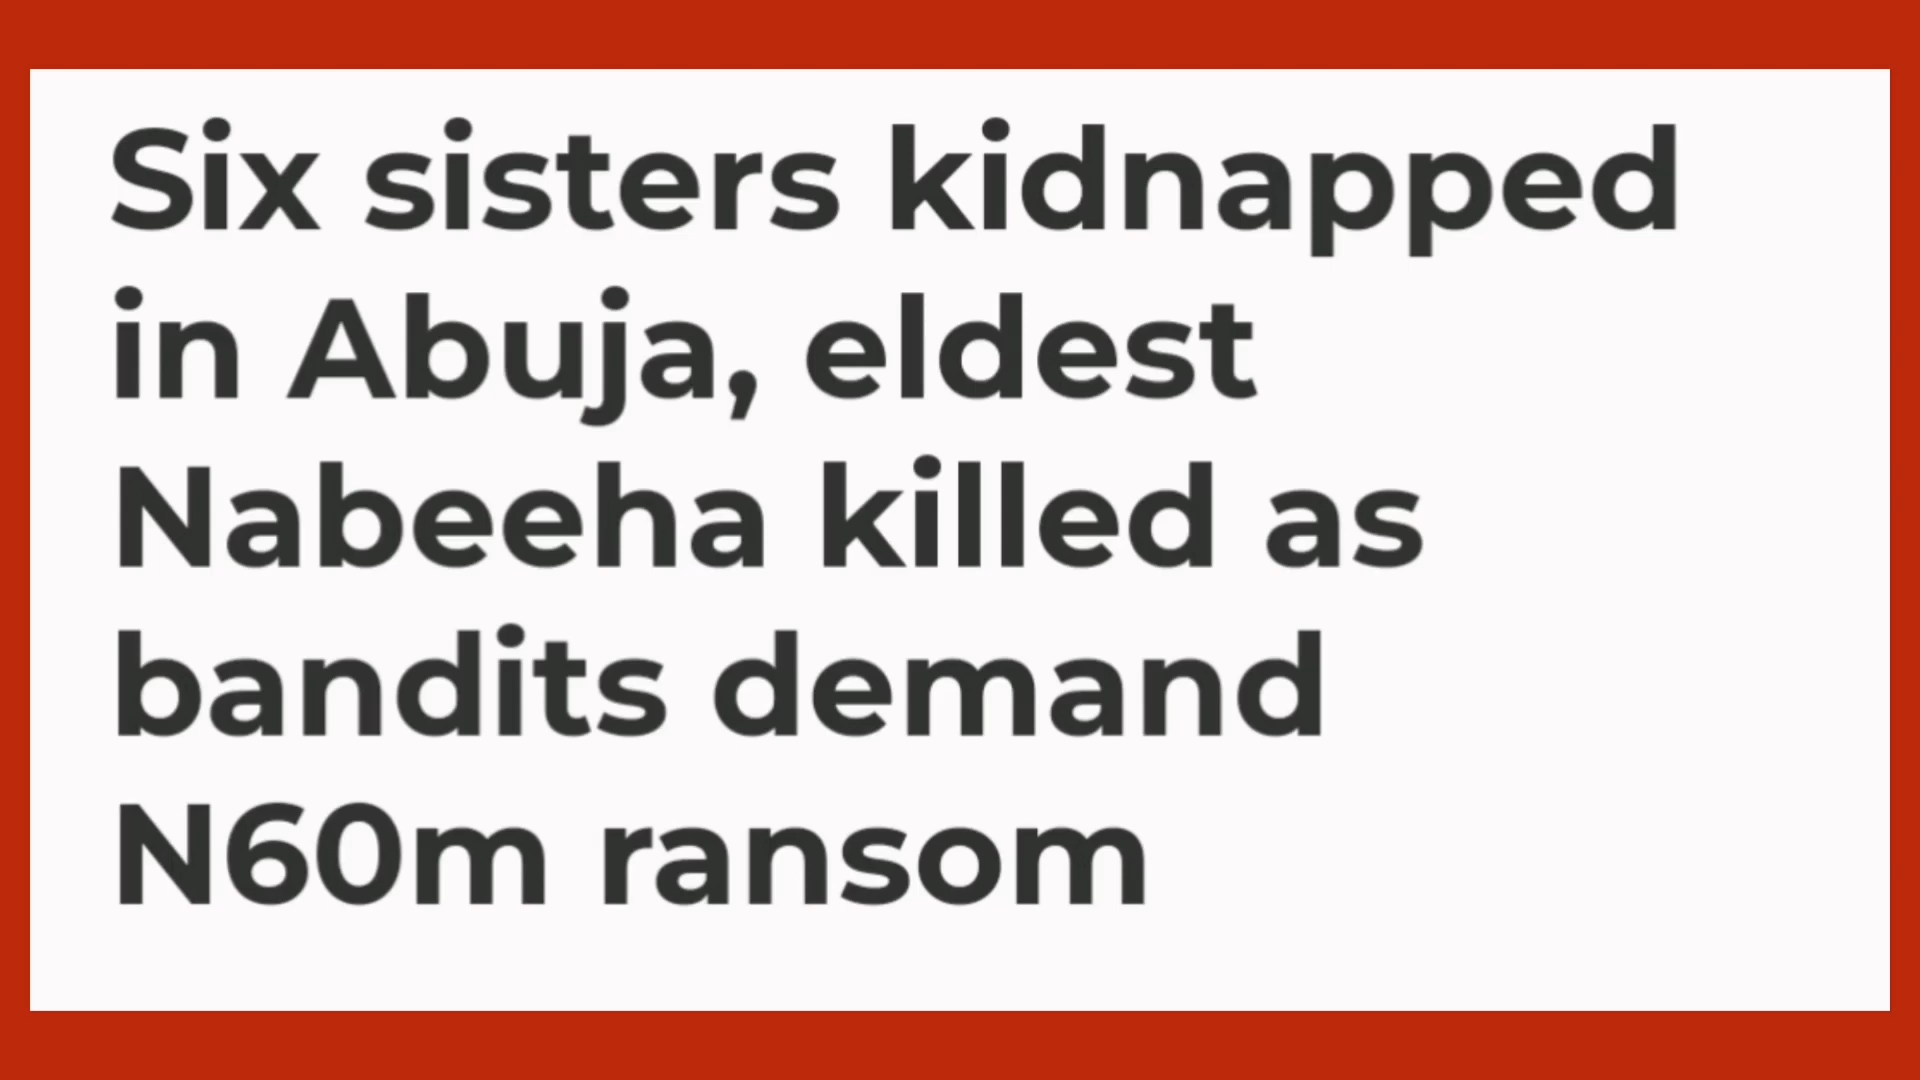 Six sisters kidnapped
in Abuja, eldest
Nabeeha killed as
bandits demand
N60m ransom